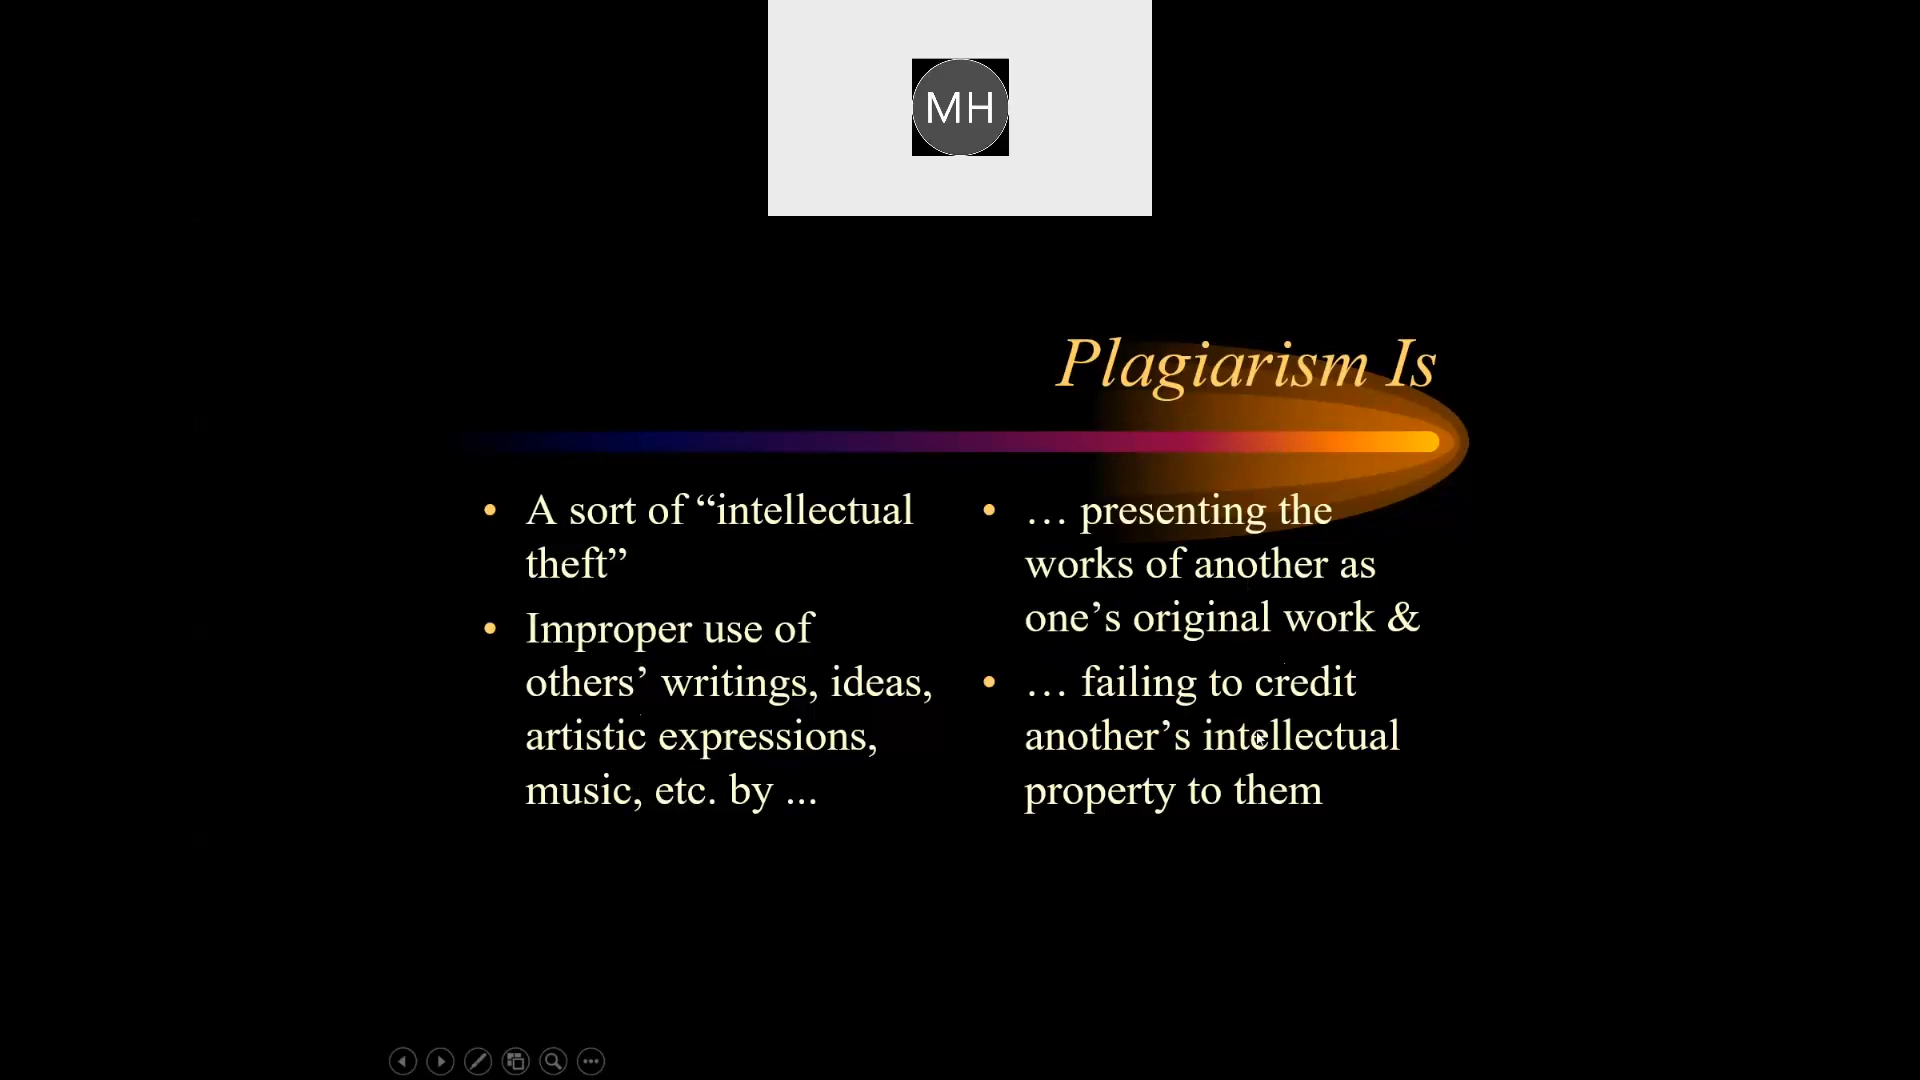 MH
Plagiarism Is
• A sort of “intellectual
theft”
• Improper use of
others’ writings, ideas,
artistic expressions,
music, etc. by ...
• … presenting the
works of another as
one’s original work &
• … failing to credit
another’s intellectual
property to them